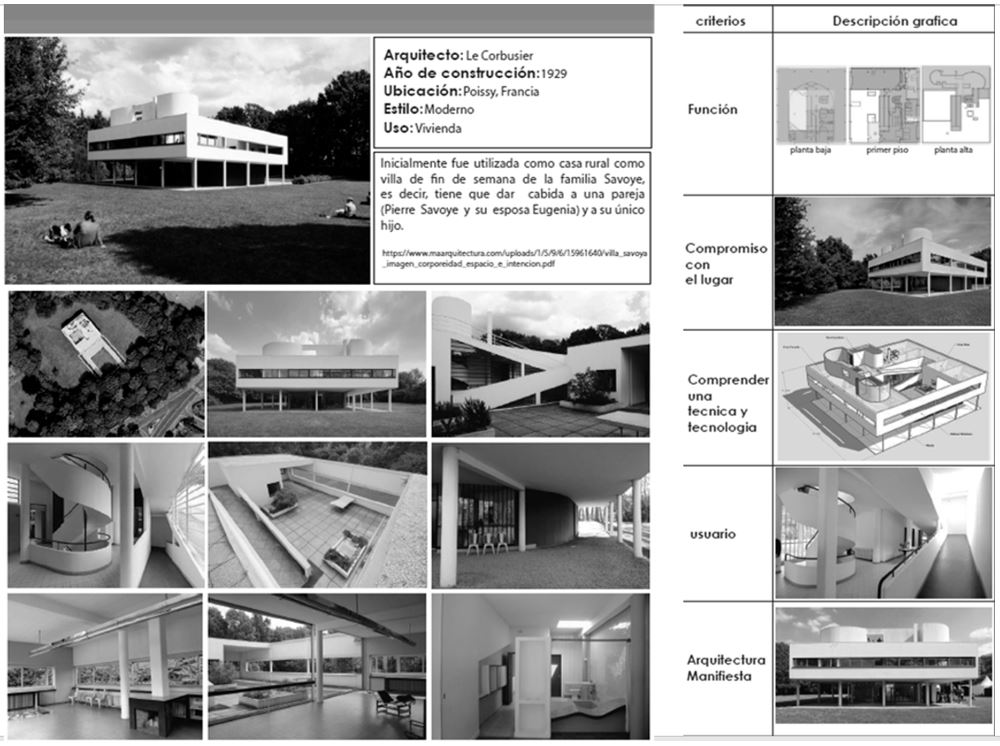 Arquitecto: Le Corbusier
Año de construcción: 1929
Ubicación: Poissy, Francia
Estilo: Moderno
Uso: Vivienda
Inicialmente fue utilizada como casa rural como
villa de fin de semana de la familia Savoye,
es decir, tiene que dar cabida a una pareja
(Pierre Savoye y su esposa Eugenia) y a su único
hijo.
https://www.maarquitectura.com/uploads/1/5/9/6/15961640/villa_savoya
_imagen_corporeidad_espacio_e_intencion.pdf
criterios
Descripción grafica
Función
planta baja
primer piso
planta alta
Compromiso
con
el lugar
Comprender
una
tecnica y
tecnologia
usuario
Arquitectura
Manifiesta